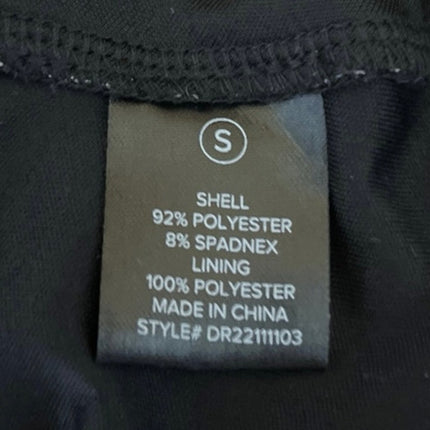 S
SHELL
92% POLYESTER
8% SPADNEX
LINING
100% POLYESTER
MADE IN CHINA
STYLE# DR22111103